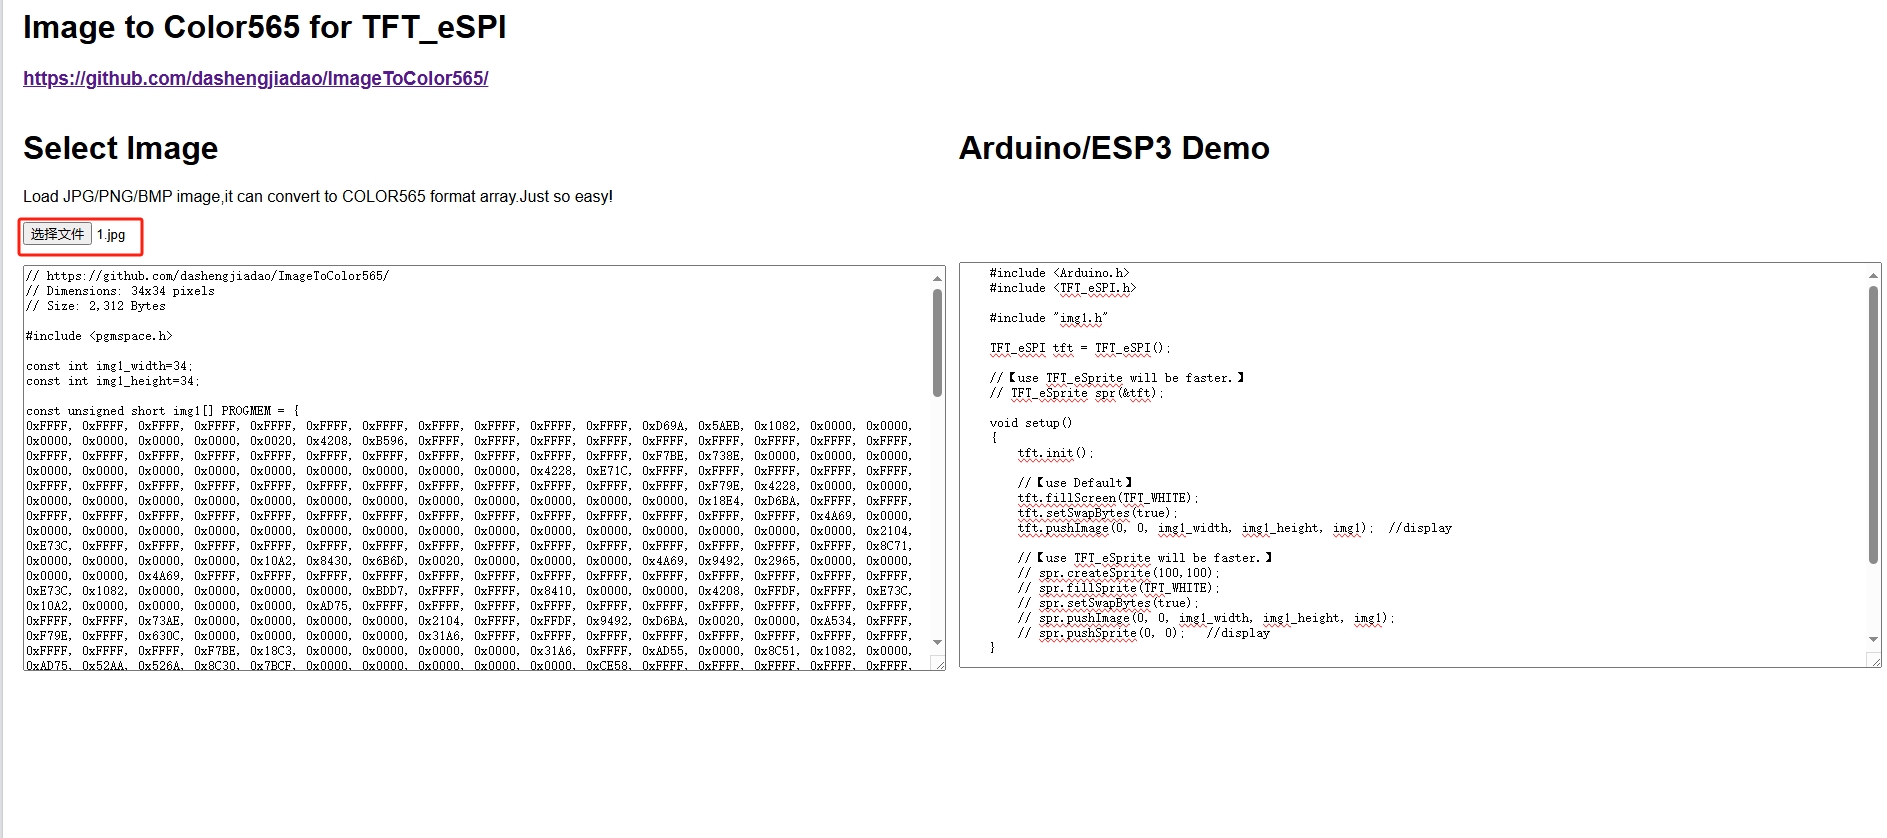 Image to Color565 for TFT_eSPI
https://github.com/dashengjiadao/ImageToColor565/
Select Image
Load JPG/PNG/BMP image,it can convert to COLOR565 format array.Just so easy!
选择文件 1.jpg
// https://github.com/dashengjiadao/ImageToColor565/
// Dimensions: 34x34 pixels
// Size: 2,312 Bytes
#include <pgmspace.h>
const int img1_width=34;
const int img1_height=34;
const unsigned short img1[] PROGMEM = {
0xFFFF, 0xFFFF, 0xFFFF, 0xFFFF, 0xFFFF, 0xFFFF, 0xFFFF, 0xFFFF, 0xFFFF, 0xFFFF, 0xFFFF, 0xD69A, 0x5AEB, 0x1082, 0x0000, 0x0000,
0x0000, 0x0000, 0x0000, 0x0000, 0x0020, 0x4208, 0xB596, 0xFFFF, 0xFFFF, 0xFFFF, 0xFFFF, 0xFFFF, 0xFFFF, 0xFFFF, 0xFFFF, 0xFFFF,
0xFFFF, 0xFFFF, 0xFFFF, 0xFFFF, 0xFFFF, 0xFFFF, 0xFFFF, 0xFFFF, 0xFFFF, 0xFFFF, 0xFFFF, 0xF7BE, 0x738E, 0x0000, 0x0000, 0x0000,
0x0000, 0x0000, 0x0000, 0x0000, 0x0000, 0x0000, 0x0000, 0x0000, 0x4228, 0xE71C, 0xFFFF, 0xFFFF, 0xFFFF, 0xFFFF, 0xFFFF, 0xFFFF,
0xFFFF, 0xFFFF, 0xFFFF, 0xFFFF, 0xFFFF, 0xFFFF, 0xFFFF, 0xFFFF, 0xFFFF, 0xFFFF, 0xFFFF, 0xFFFF, 0xF79E, 0x4228, 0x0000, 0x0000,
0x0000, 0x0000, 0x0000, 0x0000, 0x0000, 0x0000, 0x0000, 0x0000, 0x0000, 0x0000, 0x0000, 0x0000, 0x18E4, 0xD6BA, 0xFFFF, 0xFFFF,
0xFFFF, 0xFFFF, 0xFFFF, 0xFFFF, 0xFFFF, 0xFFFF, 0xFFFF, 0xFFFF, 0xFFFF, 0xFFFF, 0xFFFF, 0xFFFF, 0xFFFF, 0xFFFF, 0x4A69, 0x0000,
0x0000, 0x0000, 0x0000, 0x0000, 0x0000, 0x0000, 0x0000, 0x0000, 0x0000, 0x0000, 0x0000, 0x0000, 0x0000, 0x0000, 0x0000, 0x2104,
0xE73C, 0xFFFF, 0xFFFF, 0xFFFF, 0xFFFF, 0xFFFF, 0xFFFF, 0xFFFF, 0xFFFF, 0xFFFF, 0xFFFF, 0xFFFF, 0xFFFF, 0xFFFF, 0xFFFF, 0x8C71,
0x0000, 0x0000, 0x0000, 0x0000, 0x10A2, 0x8430, 0x6B6D, 0x0020, 0x0000, 0x0000, 0x0000, 0x4A69, 0x9492, 0x2965, 0x0000, 0x0000,
0x0000, 0x0000, 0x4A69, 0xFFFF, 0xFFFF, 0xFFFF, 0xFFFF, 0xFFFF, 0xFFFF, 0xFFFF, 0xFFFF, 0xFFFF, 0xFFFF, 0xFFFF, 0xFFFF, 0xFFFF,
0xE73C, 0x1082, 0x0000, 0x0000, 0x0000, 0x0000, 0xBDD7, 0xFFFF, 0xFFFF, 0x8410, 0x0000, 0x0000, 0x4208, 0xFFDF, 0xFFFF, 0xE73C,
0x10A2, 0x0000, 0x0000, 0x0000, 0x0000, 0xAD75, 0xFFFF, 0xFFFF, 0xFFFF, 0xFFFF, 0xFFFF, 0xFFFF, 0xFFFF, 0xFFFF, 0xFFFF, 0xFFFF,
0xFFFF, 0xFFFF, 0x73AE, 0x0000, 0x0000, 0x0000, 0x0000, 0x2104, 0xFFFF, 0xFFDF, 0x9492, 0xD6BA, 0x0020, 0x0000, 0xA534, 0xFFFF,
0xF79E, 0xFFFF, 0x630C, 0x0000, 0x0000, 0x0000, 0x0000, 0x31A6, 0xFFFF, 0xFFFF, 0xFFFF, 0xFFFF, 0xFFFF, 0xFFFF, 0xFFFF, 0xFFFF,
0xFFFF, 0xFFFF, 0xFFFF, 0xF7BE, 0x18C3, 0x0000, 0x0000, 0x0000, 0x0000, 0x31A6, 0xFFFF, 0xAD55, 0x0000, 0x8C51, 0x1082, 0x0000,
0xAD75, 0x52AA, 0x526A, 0x8C30, 0x7BCF, 0x0000, 0x0000, 0x0000, 0x0000, 0x0000, 0xCE58, 0xFFFF, 0xFFFF, 0xFFFF, 0xFFFF, 0xFFFF,
Arduino/ESP3 Demo
#include <Arduino.h>
#include <TFT_eSPI.h>
#include "img1.h"
TFT_eSPI tft = TFT_eSPI();
//【use TFT_eSprite will be faster.】
// TFT_eSprite spr(&tft);
void setup()
{
tft.init();
//【use Default】
tft.fillScreen(TFT_WHITE);
tft.setSwapBytes(true);
tft.pushImage(0, 0, img1_width, img1_height, img1); //display
//【use TFT_eSprite will be faster.】
// spr.createSprite(100,100);
// spr.fillSprite(TFT_WHITE);
// spr.setSwapBytes(true);
// spr.pushImage(0, 0, img1_width, img1_height, img1);
// spr.pushSprite(0, 0); //display
}